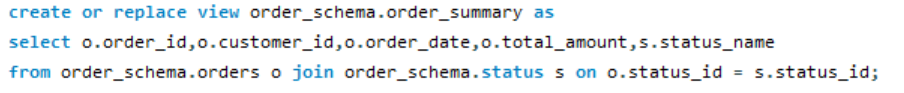 create or replace view order_schema.order_summary as
select o.order_id,o.customer_id,o.order_date,o.total_amount,s.status_name
from order_schema.orders o join order_schema.status s on o.status_id = s.status_id;